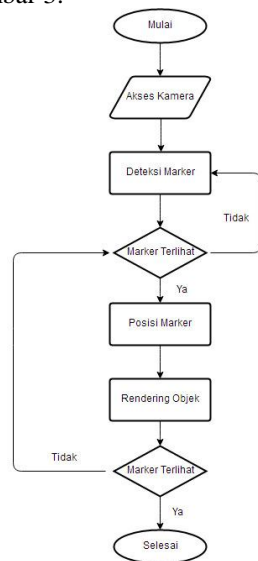 bar 3.
Mulai
Akses Kamera
Deteksi Marker
Tidak
Marker Terlihat
Ya
Posisi Marker
Rendering Objek
Tidak
Marker Terlihat
Ya
Selesai